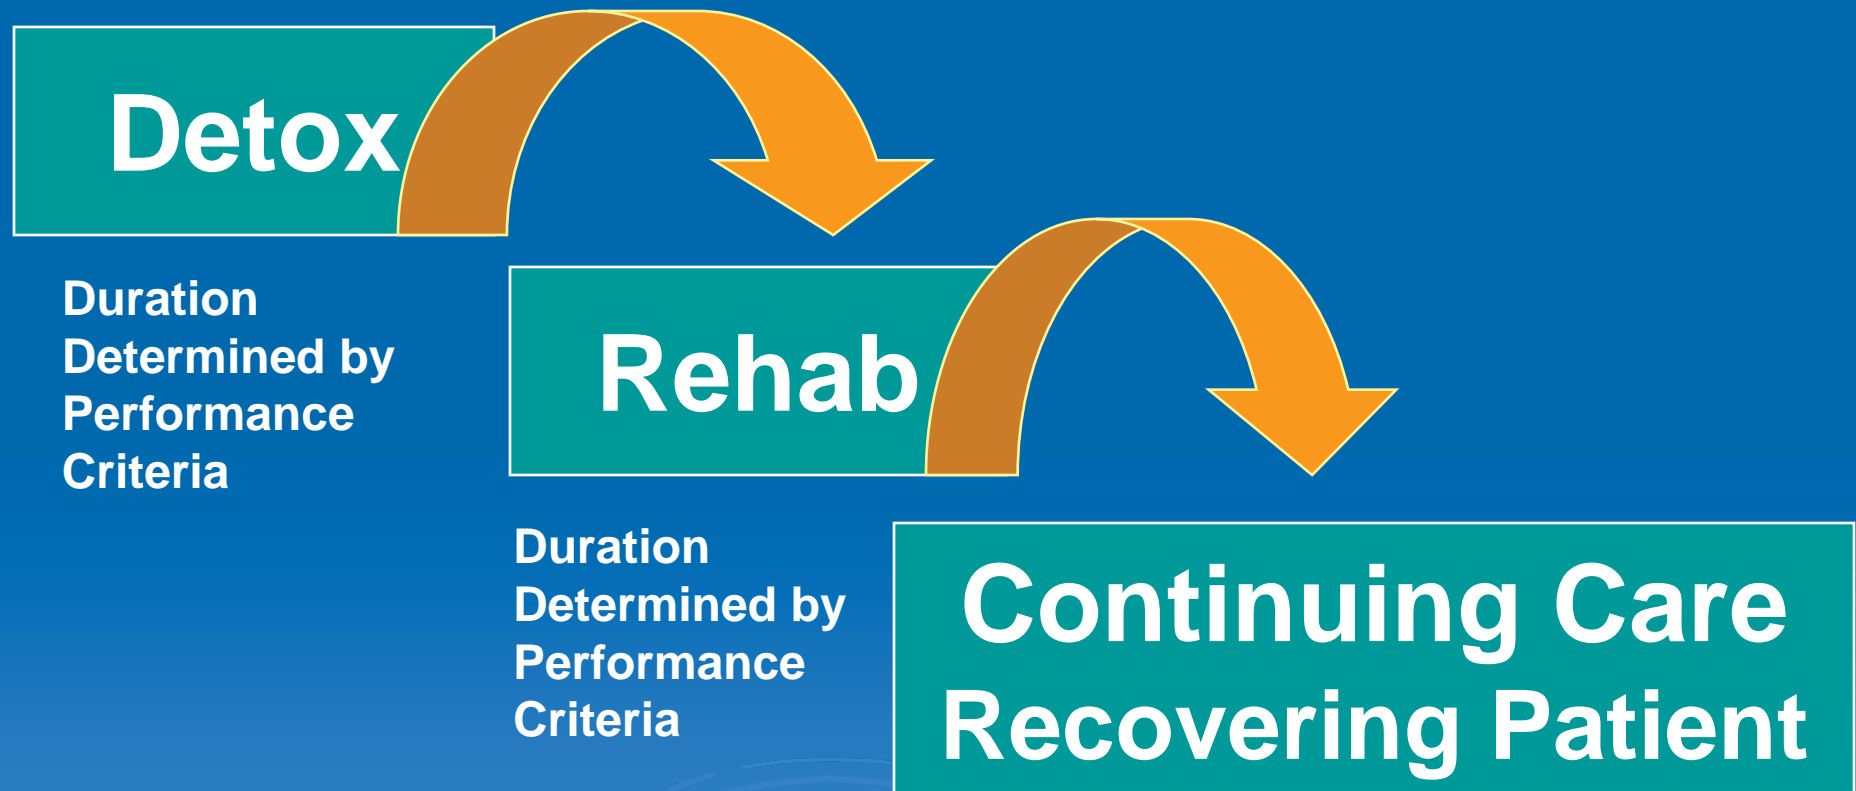 Detox
Duration
Determined by
Performance
Criteria
Rehab
Duration
Determined by
Performance
Criteria
Continuing Care
Recovering Patient